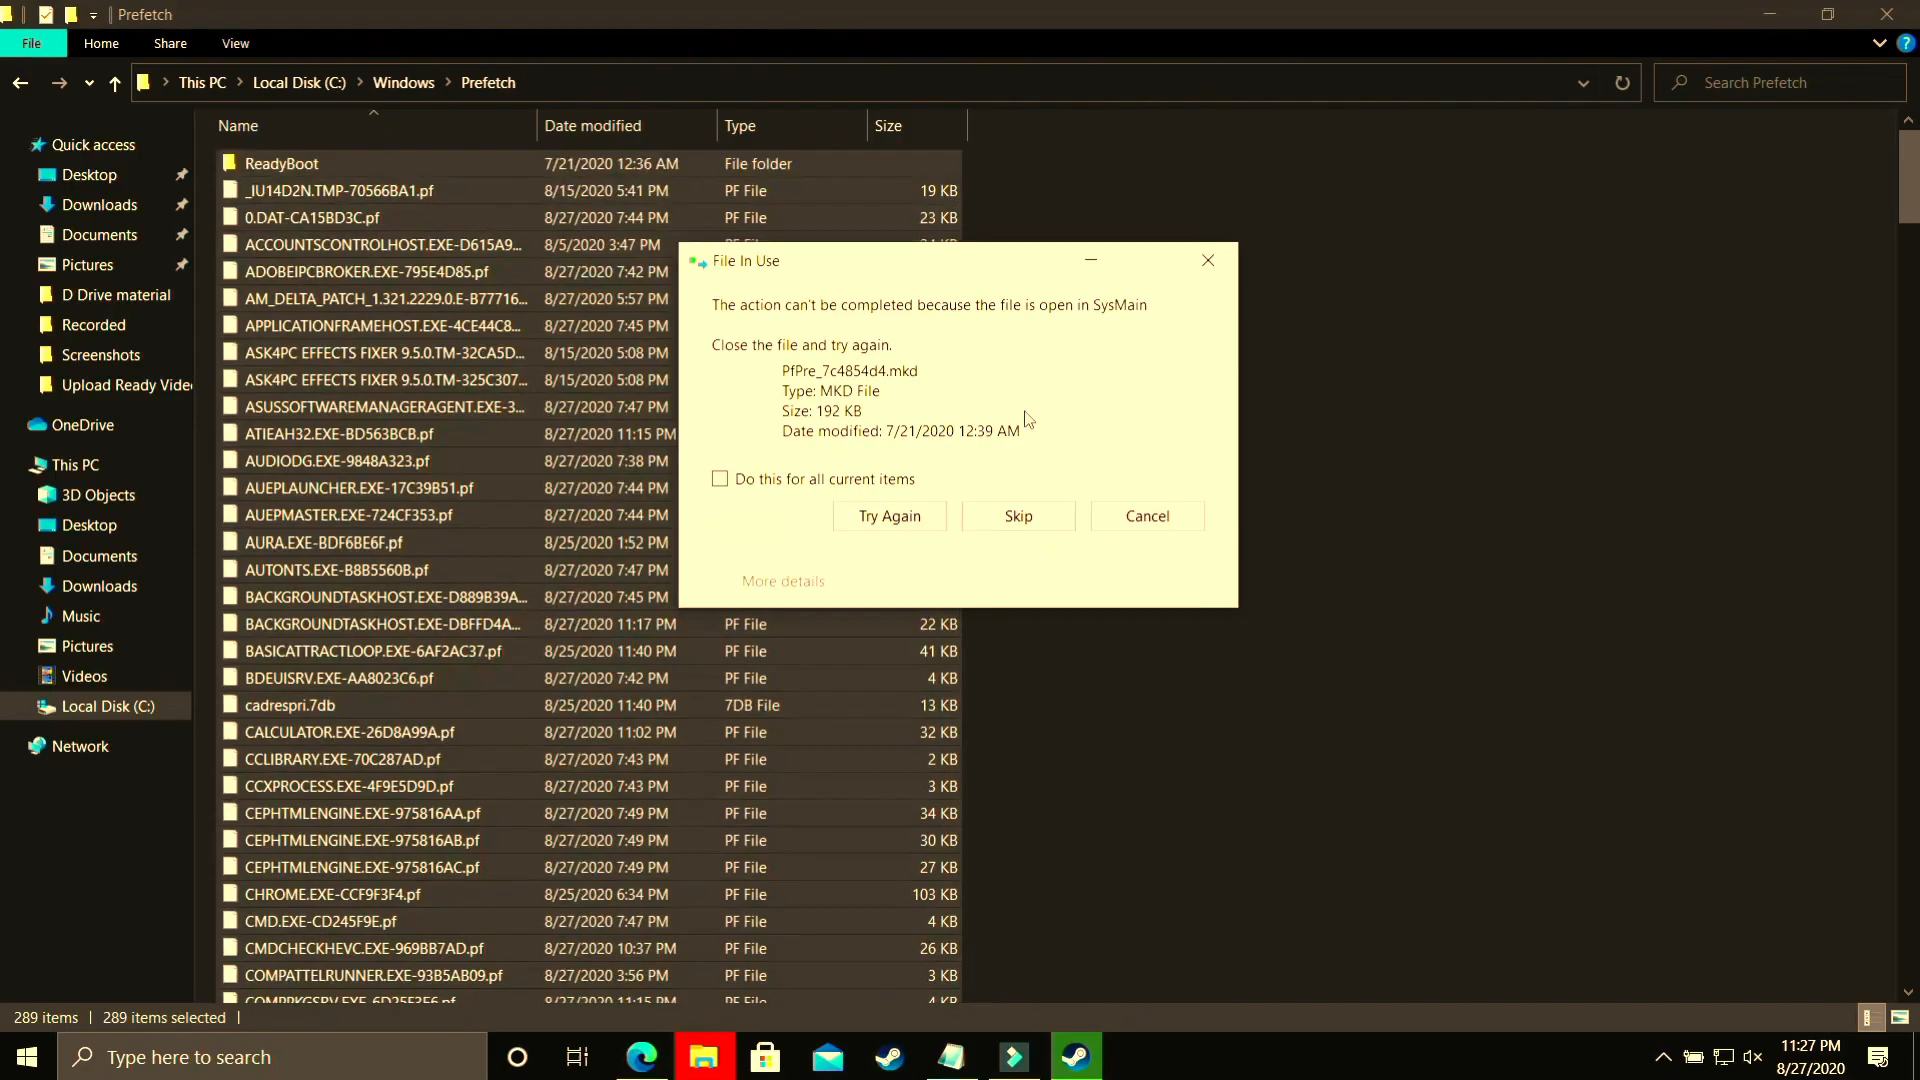 Prefetch
File Home Share View
This PC Local Disk (C:) Windows Prefetch
Search Prefetch
Name Date modified Type Size
Quick access
Desktop
Downloads
Documents
Pictures
D Drive material
Recorded
Screenshots
Upload Ready Vide
OneDrive
This PC
3D Objects
Desktop
Documents
Downloads
Music
Pictures
Videos
Local Disk (C:)
Network
ReadyBoot 7/21/2020 12:36 AM File folder
_IU14D2N.TMP-70566BA1.pf 8/15/2020 5:41 PM PF File 19 KB
0.DAT-CA15BD3C.pf 8/27/2020 7:44 PM PF File 23 KB
ACCOUNTSCONTROLHOST.EXE-D615A9... 8/5/2020 3:47 PM
ADOBEIPCBROKER.EXE-795E4D85.pf 8/27/2020 7:42 PM
AM_DELTA_PATCH_1.321.2229.0.E-B77716... 8/27/2020 5:57 PM
APPLICATIONFRAMEHOST.EXE-4CE44C8... 8/27/2020 7:45 PM
ASK4PC EFFECTS FIXER 9.5.0.TM-32CA5D... 8/15/2020 5:08 PM
ASK4PC EFFECTS FIXER 9.5.0.TM-325C307... 8/15/2020 5:08 PM
ASUSSOFTWAREMANAGERAGENT.EXE-3... 8/27/2020 7:47 PM
ATIEAH32.EXE-BD563BCB.pf 8/27/2020 11:15 PM
AUDIODG.EXE-9848A323.pf 8/27/2020 7:38 PM
AUEPLAUNCHER.EXE-17C39B51.pf 8/27/2020 7:44 PM
AUEPMASTER.EXE-724CF353.pf 8/27/2020 7:44 PM
AURA.EXE-BDF6BE6F.pf 8/25/2020 1:52 PM
AUTONTS.EXE-B8B5560B.pf 8/27/2020 7:47 PM
BACKGROUNDTASKHOST.EXE-D889B39A... 8/27/2020 7:45 PM
BACKGROUNDTASKHOST.EXE-DBFFD4A... 8/27/2020 11:17 PM PF File 22 KB
BASICATTRACTLOOP.EXE-6AF2AC37.pf 8/25/2020 11:40 PM PF File 41 KB
BDEUISRV.EXE-AA8023C6.pf 8/27/2020 7:42 PM PF File 4 KB
cadrespri.7db 8/25/2020 11:40 PM 7DB File 13 KB
CALCULATOR.EXE-26D8A99A.pf 8/27/2020 11:02 PM PF File 32 KB
CCLIBRARY.EXE-70C287AD.pf 8/27/2020 7:43 PM PF File 2 KB
CCXPROCESS.EXE-4F9E5D9D.pf 8/27/2020 7:43 PM PF File 3 KB
CEPHTMLENGINE.EXE-975816AA.pf 8/27/2020 7:49 PM PF File 34 KB
CEPHTMLENGINE.EXE-975816AB.pf 8/27/2020 7:49 PM PF File 30 KB
CEPHTMLENGINE.EXE-975816AC.pf 8/27/2020 7:49 PM PF File 27 KB
CHROME.EXE-CCF9F3F4.pf 8/25/2020 6:34 PM PF File 103 KB
CMD.EXE-CD245F9E.pf 8/27/2020 7:47 PM PF File 4 KB
CMDCHECKHEVC.EXE-969BB7AD.pf 8/27/2020 10:37 PM PF File 26 KB
COMPATTELRUNNER.EXE-93B5AB09.pf 8/27/2020 3:56 PM PF File 3 KB
8/27/2020 11:15 PM PF File 4 KB
File In Use
The action can't be completed because the file is open in SysMain
Close the file and try again.
PfPre_7c4854d4.mkd
Type: MKD File
Size: 192 KB
Date modified: 7/21/2020 12:39 AM
Do this for all current items
Try Again Skip Cancel
More details
289 items 289 items selected
Type here to search
11:27 PM
8/27/2020